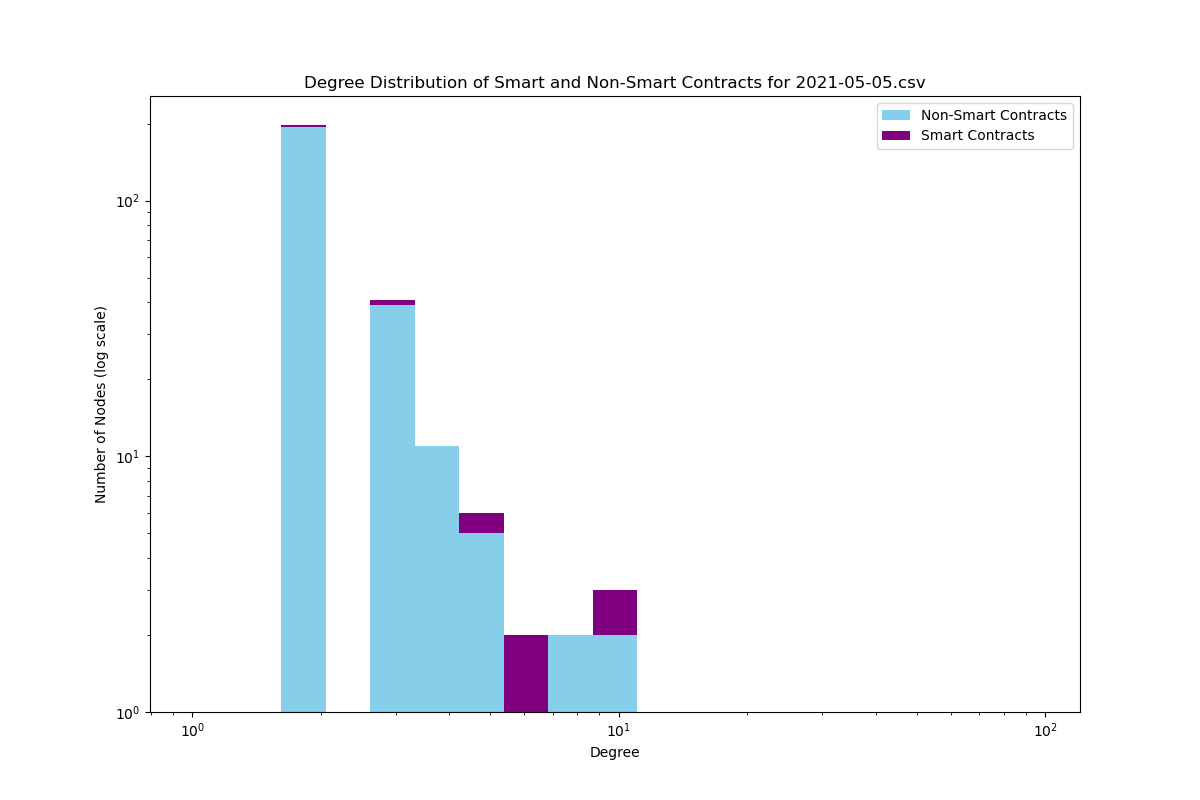 Degree Distribution of Smart and Non-Smart Contracts for 2021-05-05.csv
Non-Smart Contracts
Smart Contracts
Number of Nodes (log scale)
10²
10¹
10⁰
10⁰ 10¹ 10²
Degree